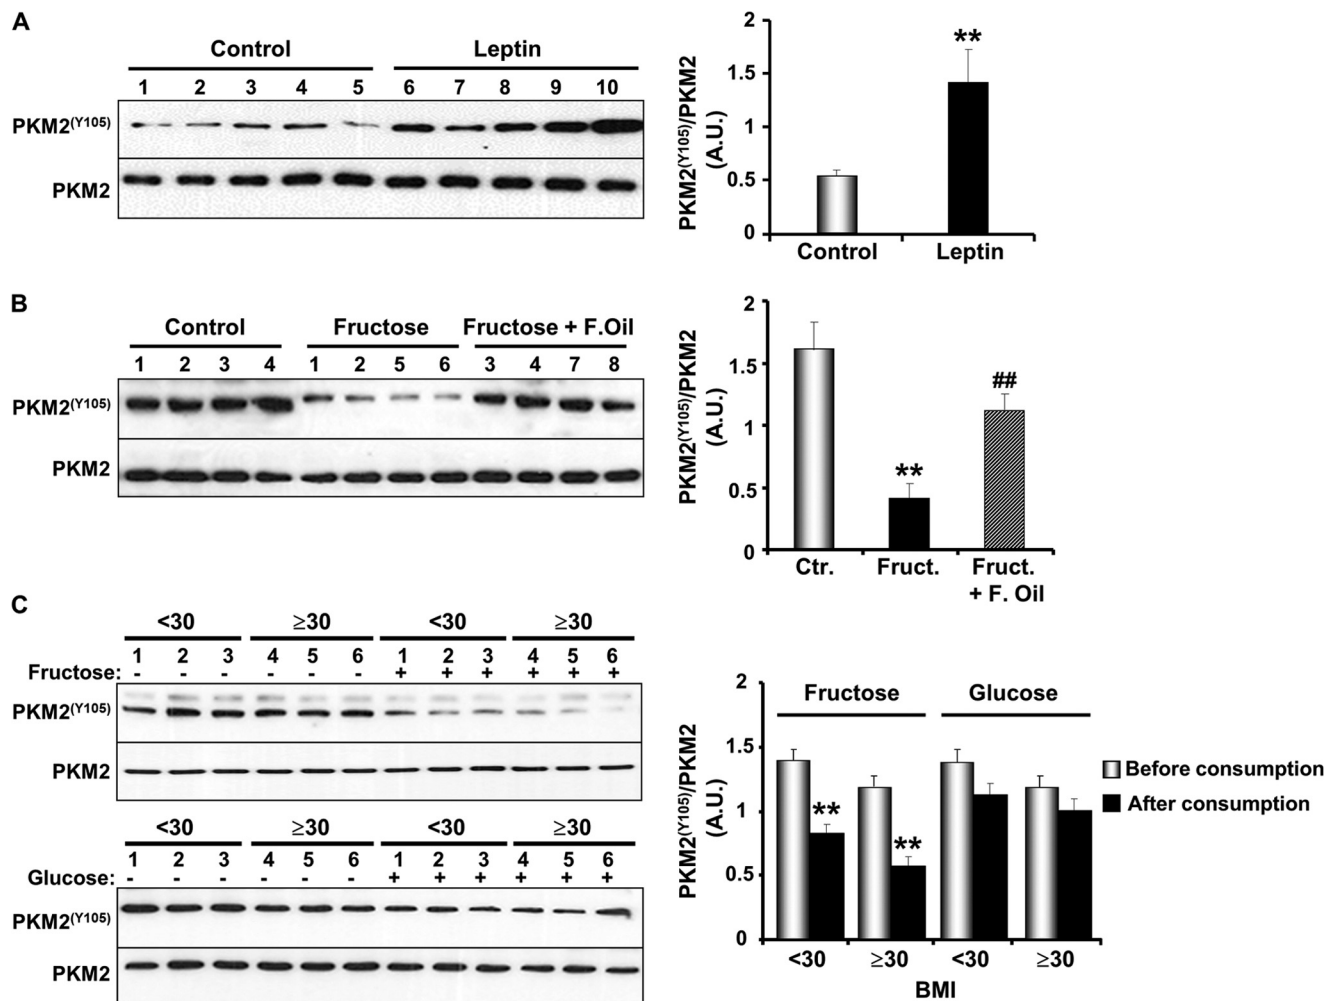 A
Control Leptin
1 2 3 4 5 6 7 8 9 10
PKM2(Y105)
PKM2
PKM2(Y105)/PKM2
(A.U.)
2
1.5
1
0.5
0
**
Control Leptin
B
Control Fructose Fructose + F.Oil
1 2 3 4 1 2 5 6 3 4 7 8
PKM2(Y105)
PKM2
PKM2(Y105)/PKM2
(A.U.)
2
1.5
1
0.5
0
**
##
Ctr. Fruct. Fruct.
+ F. Oil
C
<30 ≥30 <30 ≥30
1 2 3 4 5 6 1 2 3 4 5 6
Fructose: - - - - - - + + + + + +
PKM2(Y105)
PKM2
<30 ≥30 <30 ≥30
1 2 3 4 5 6 1 2 3 4 5 6
Glucose: - - - - - - + + + + + +
PKM2(Y105)
PKM2
PKM2(Y105)/PKM2
(A.U.)
2
1.5
1
0.5
0
Fructose Glucose
**
**
<30 ≥30 <30 ≥30
BMI
Before consumption
After consumption